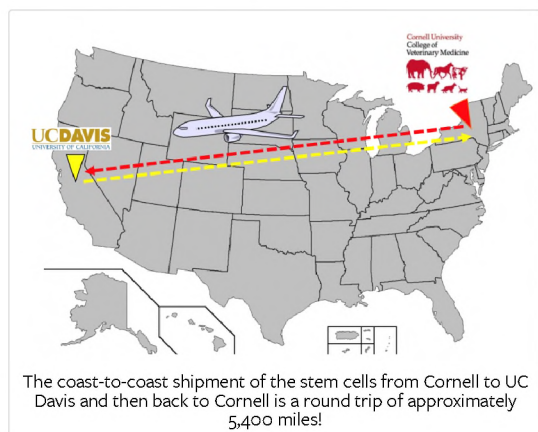 Cornell University
College of
Veterinary Medicine
UCDAVIS
UNIVERSITY OF CALIFORNIA
The coast-to-coast shipment of the stem cells from Cornell to UC
Davis and then back to Cornell is a round trip of approximately
5,400 miles!